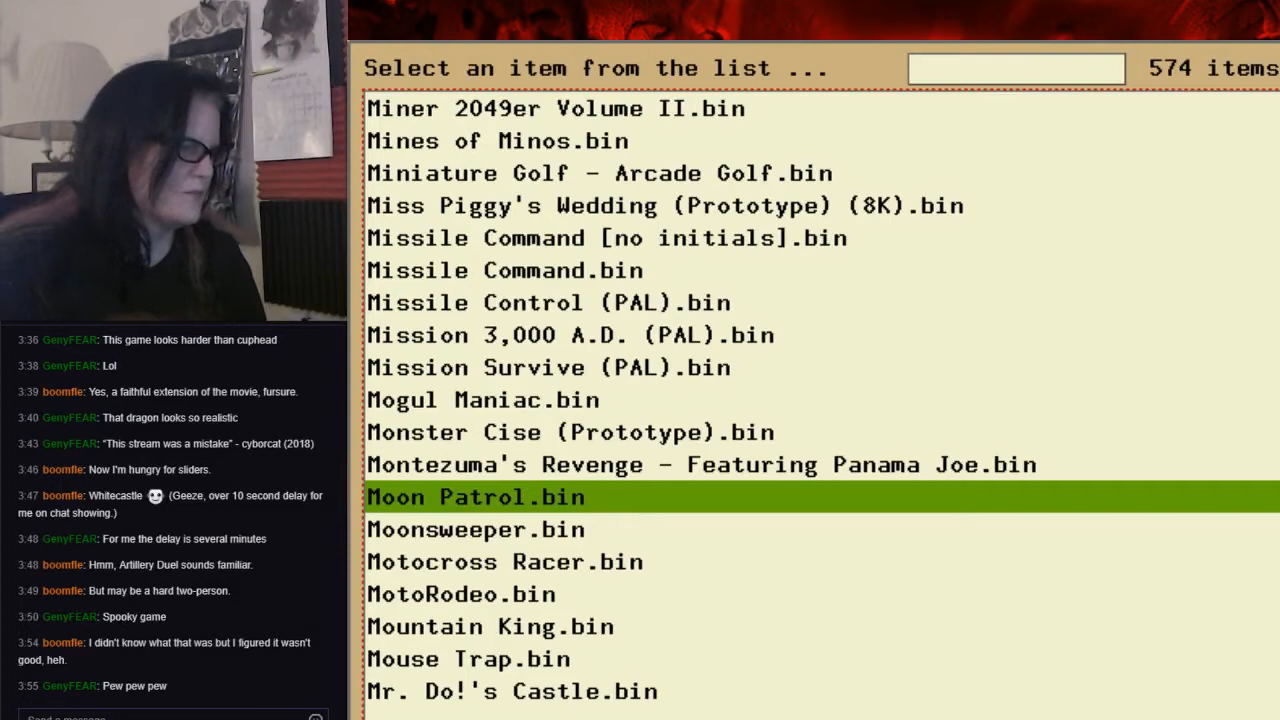 Select an item from the list ...
574 items
Miner 2049er Volume II.bin
Mines of Minos.bin
Miniature Golf - Arcade Golf.bin
Miss Piggy's Wedding (Prototype) (8K).bin
Missile Command [no initials].bin
Missile Command.bin
Missile Control (PAL).bin
Mission 3,000 A.D. (PAL).bin
Mission Survive (PAL).bin
Mogul Maniac.bin
Monster Cise (Prototype).bin
Montezuma's Revenge - Featuring Panama Joe.bin
Moon Patrol.bin
Moonsweeper.bin
Motocross Racer.bin
MotoRodeo.bin
Mountain King.bin
Mouse Trap.bin
Mr. Do!'s Castle.bin
3:36 GenyFEAR: This game looks harder than cuphead
3:38 GenyFEAR: Lol
3:39 boomfle: Yes, a faithful extension of the movie, fursure.
3:40 GenyFEAR: That dragon looks so realistic
3:43 GenyFEAR: "This stream was a mistake" - cyborcat (2018)
3:46 boomfle: Now I'm hungry for sliders.
3:47 boomfle: Whitecastle (Geeze, over 10 second delay for
me on chat showing.)
3:48 GenyFEAR: For me the delay is several minutes
3:48 boomfle: Hmm, Artillery Duel sounds familiar.
3:49 boomfle: But may be a hard two-person.
3:50 GenyFEAR: Spooky game
3:54 boomfle: I didn't know what that was but I figured it wasn't
good, heh.
3:55 GenyFEAR: Pew pew pew
Send a message